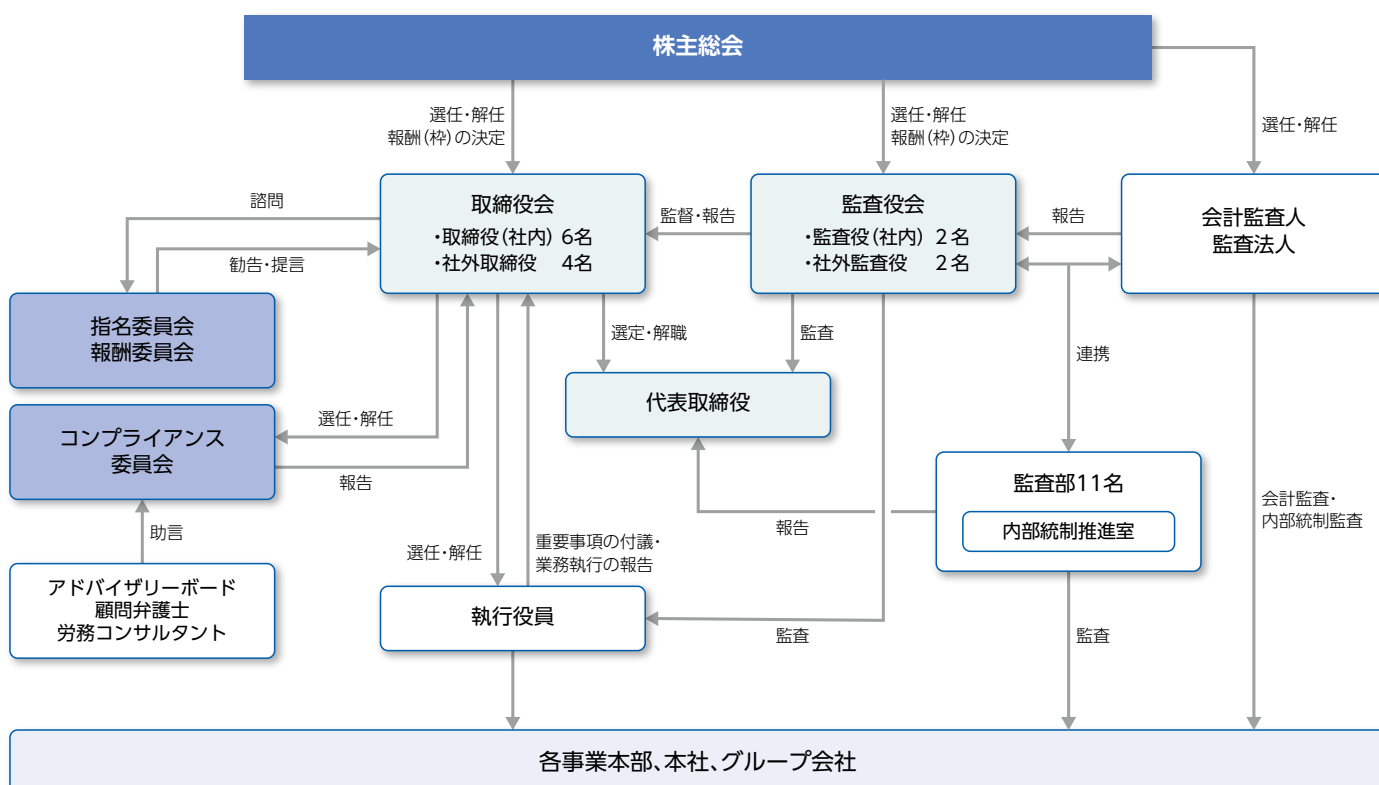 株主総会
選任・解任
報酬(枠)の決定
選任・解任
報酬(枠)の決定
選任・解任
取締役会
・取締役(社内) 6名
・社外取締役 4名
監督・報告
監査役会
・監査役(社内) 2名
・社外監査役 2名
報告
会計監査人
監査法人
諮問
勧告・提言
指名委員会
報酬委員会
選定・解職
監査
連携
代表取締役
コンプライアンス
委員会
選任・解任
報告
監査部11名
内部統制推進室
会計監査・
内部統制監査
報告
助言
選任・解任
重要事項の付議・
業務執行の報告
アドバイザリーボード
顧問弁護士
労務コンサルタント
執行役員
監査
監査
各事業本部、本社、グループ会社